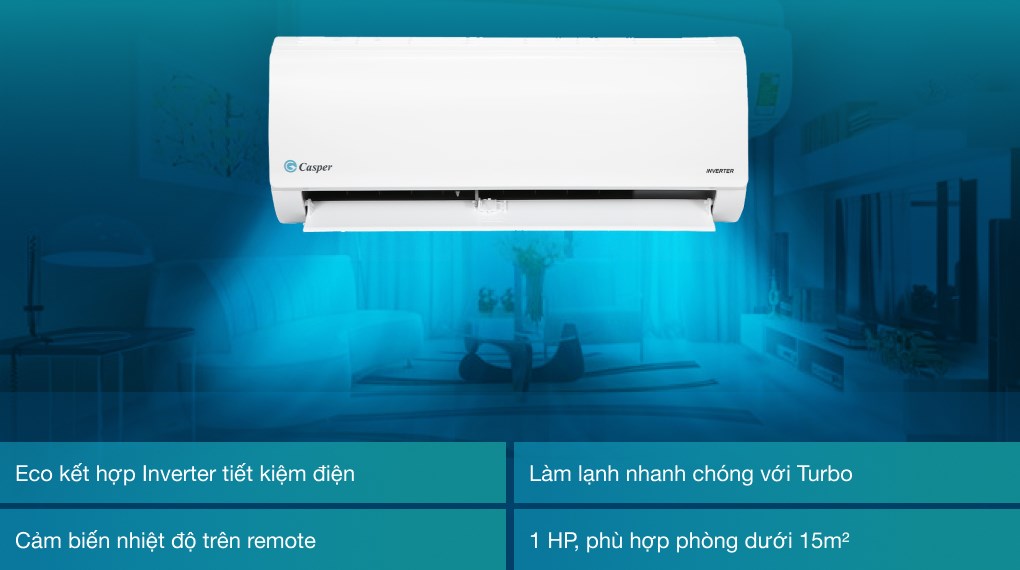 Casper
INVERTER
Eco kết hợp Inverter tiết kiệm điện
Làm lạnh nhanh chóng với Turbo
Cảm biến nhiệt độ trên remote
1 HP, phù hợp phòng dưới 15m²